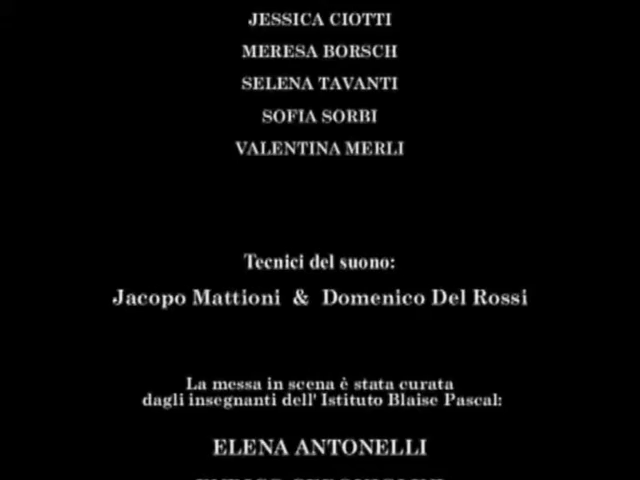 JESSICA CIOTTI
MERESA BORSCH
SELENA TAVANTI
SOFIA SORBI
VALENTINA MERLI
Tecnici del suono:
Jacopo Mattioni & Domenico Del Rossi
La messa in scena è stata curata
dagli insegnanti dell' Istituto Blaise Pascal:
ELENA ANTONELLI